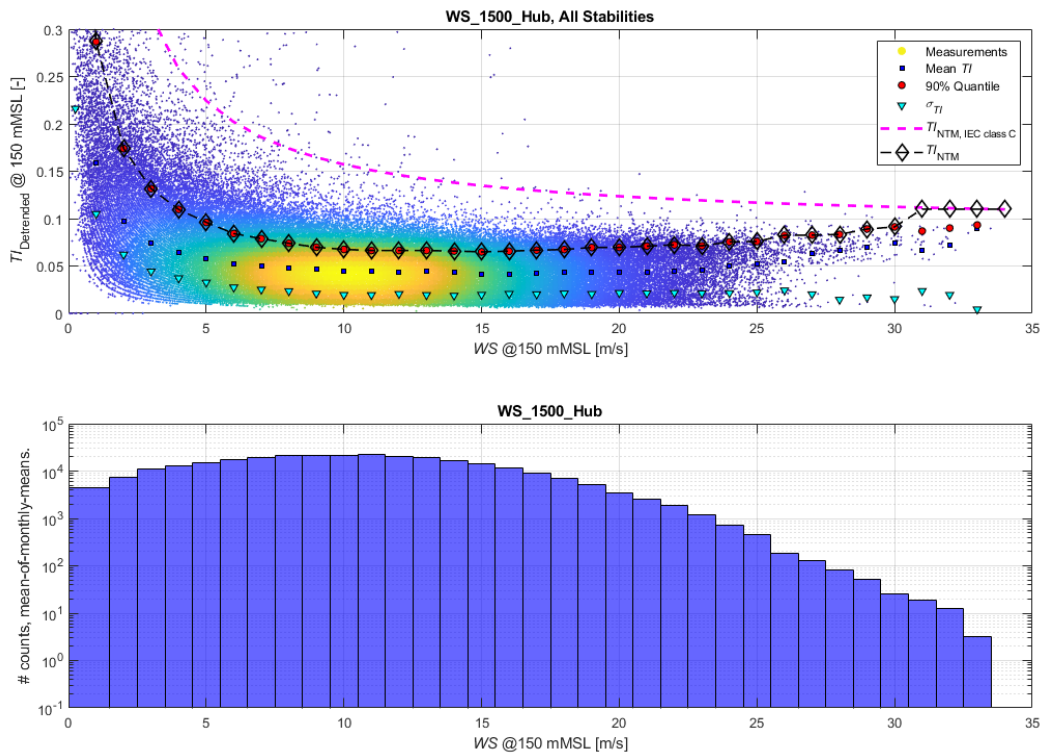 WS_1500_Hub, All Stabilities
0.3
0.25
0.2
0.15
0.1
0.05
0
TI_Detrended @ 150 mMSL [-]
Measurements
Mean TI
90% Quantile
σ_TI
TI_NTM, IEC class C
TI_NTM
0 5 10 15 20 25 30 35
WS @150 mMSL [m/s]
WS_1500_Hub
10^5
10^4
10^3
10^2
10^1
10^0
10^-1
# counts, mean-of-monthly-means.
0 5 10 15 20 25 30 35
WS @150 mMSL [m/s]